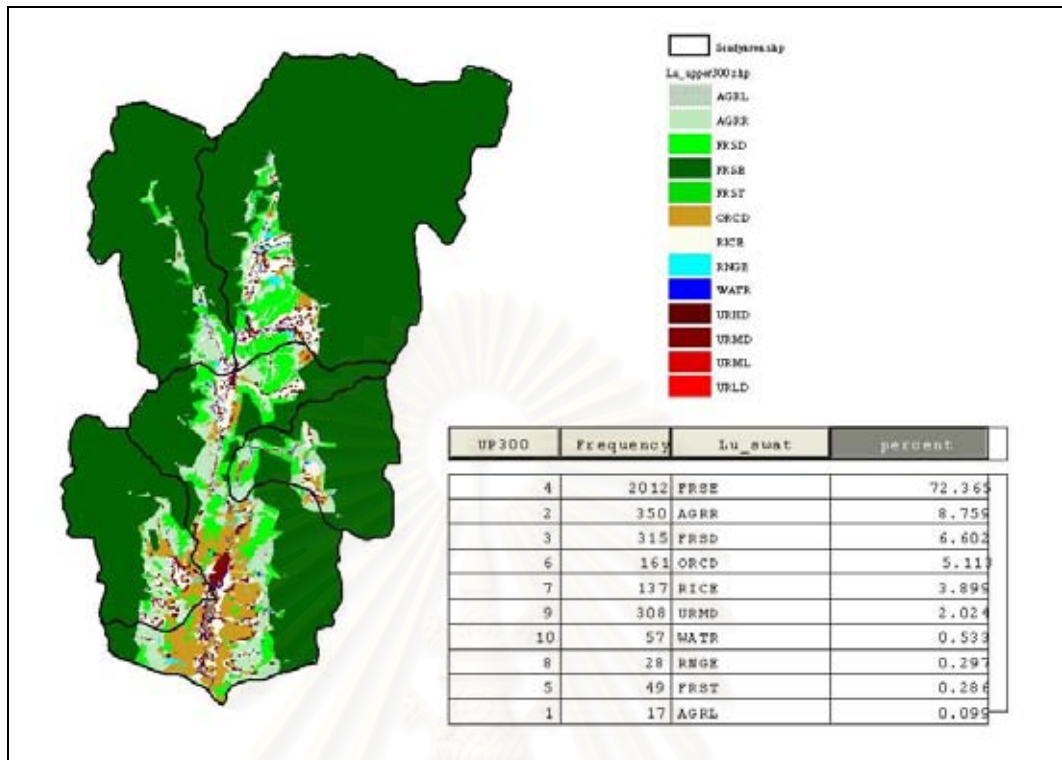 Studyarea.shp
Lu_upper300.shp
AGRL
AGRR
FRSD
FRSE
FRST
ORCD
RICE
RNGE
WATR
URHD
URMD
URML
URLD
UP300 Frequency Lu_swat percent
4 2012 FRSE 72.365
2 350 AGRR 8.759
3 315 FRSD 6.602
6 161 ORCD 5.113
7 137 RICE 3.899
9 308 URMD 2.024
10 57 WATR 0.533
8 28 RNGE 0.297
5 49 FRST 0.286
1 17 AGRL 0.099